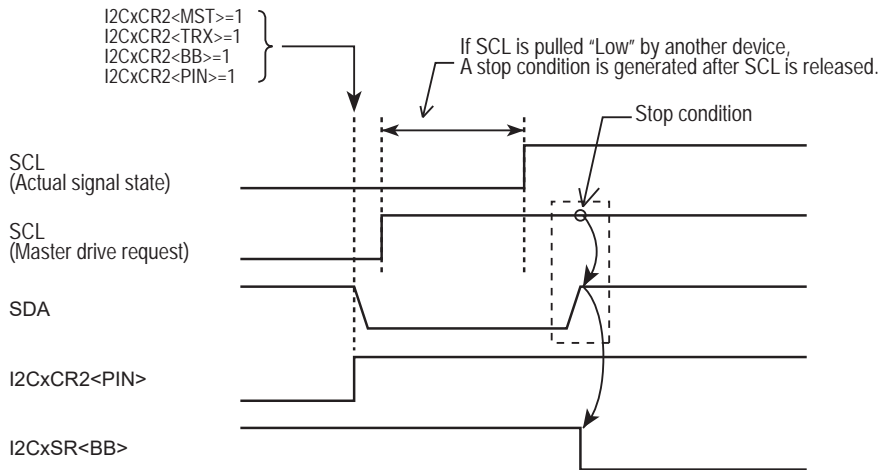 I2CxCR2<MST>=1
I2CxCR2<TRX>=1
I2CxCR2<BB>=1
I2CxCR2<PIN>=1
If SCL is pulled “Low” by another device,
A stop condition is generated after SCL is released.
Stop condition
SCL
(Actual signal state)
SCL
(Master drive request)
SDA
I2CxCR2<PIN>
I2CxSR<BB>